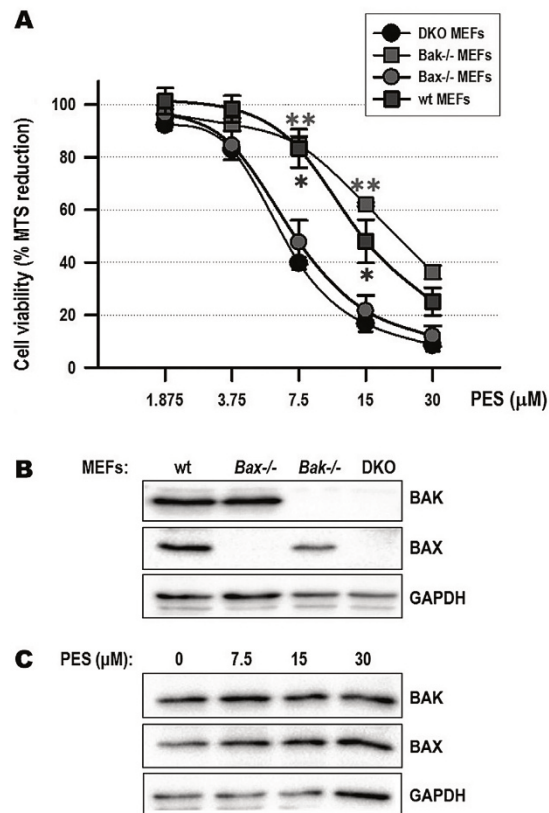 A
DKO MEFs
Bak-/- MEFs
Bax-/- MEFs
wt MEFs
Cell viability (% MTS reduction)
100
80
60
40
20
0
**
*
**
*
1.875 3.75 7.5 15 30 PES (μM)
B
MEFs: wt Bax-/- Bak-/- DKO
BAK
BAX
GAPDH
C
PES (μM): 0 7.5 15 30
BAK
BAX
GAPDH